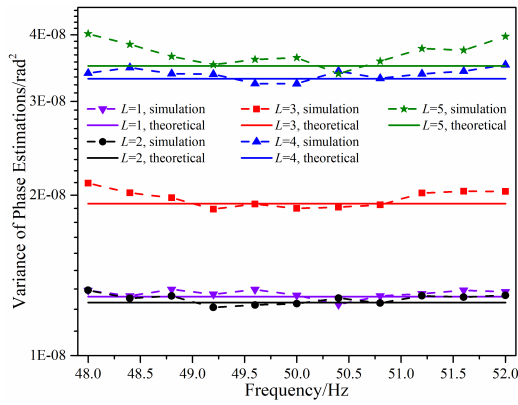 Variance of Phase Estimations/rad²
4E-08
3E-08
2E-08
1E-08
L=1, simulation
L=1, theoretical
L=2, simulation
L=2, theoretical
L=3, simulation
L=3, theoretical
L=4, simulation
L=4, theoretical
L=5, simulation
L=5, theoretical
48.0 48.5 49.0 49.5 50.0 50.5 51.0 51.5 52.0
Frequency/Hz